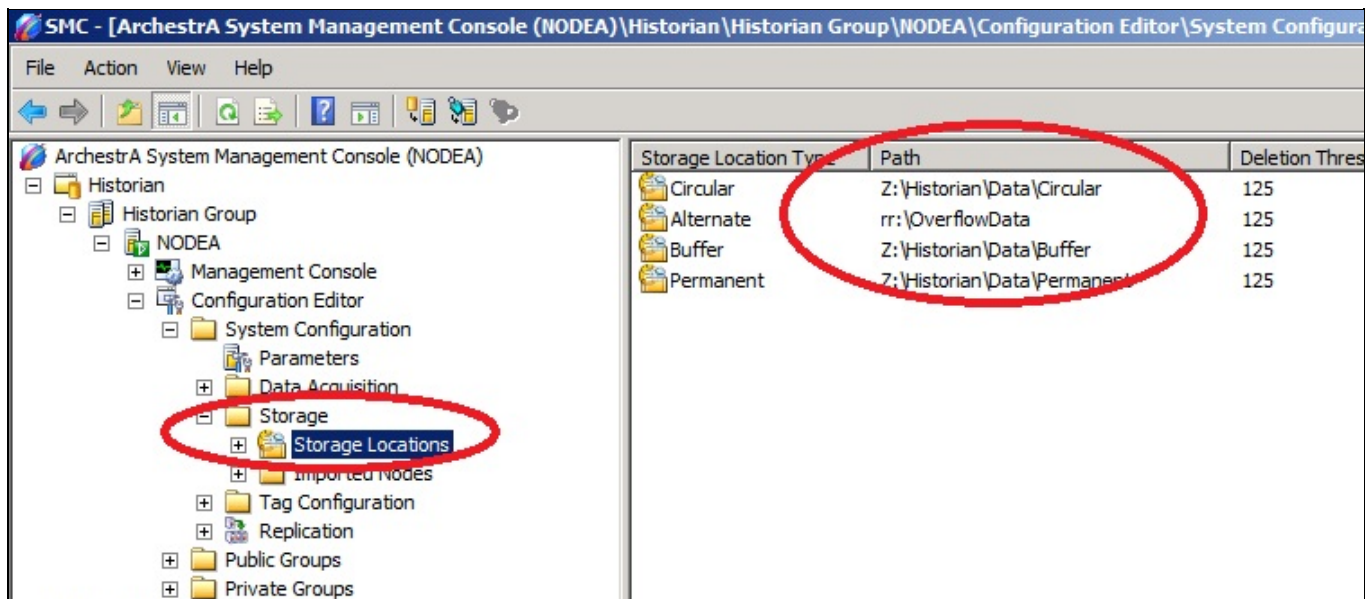 SMC - [ArchestrA System Management Console (NODEA)\Historian\Historian Group\NODEA\Configuration Editor\System Configura
File Action View Help
ArchestrA System Management Console (NODEA)
Historian
Historian Group
NODEA
Management Console
Configuration Editor
System Configuration
Parameters
Data Acquisition
Storage
Storage Locations
Imported Nodes
Tag Configuration
Replication
Public Groups
Private Groups
Storage Location Type Path Deletion Thres
Circular Z:\Historian\Data\Circular 125
Alternate rr:\OverflowData 125
Buffer Z:\Historian\Data\Buffer 125
Permanent Z:\Historian\Data\Permanent 125